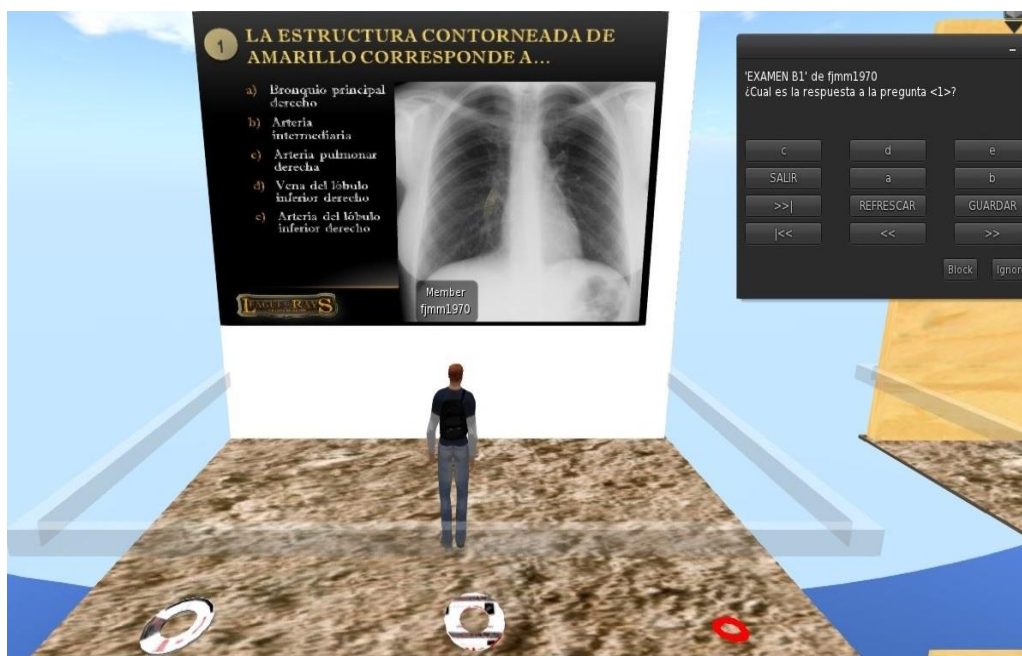 1
LA ESTRUCTURA CONTORNEADA DE
AMARILLO CORRESPONDE A...
a) Bronquio principal
derecho
b) Arteria
intermediaria
c) Arteria pulmonar
derecha
d) Vena del lóbulo
inferior derecho
e) Arteria del lóbulo
inferior derecho
LEAGUE RAYS
Member
fjmm1970
'EXAMEN B1' de fjmm1970
¿Cual es la respuesta a la pregunta <1>?
c d e
SALIR a b
>>| REFRESCAR GUARDAR
|<< << >>
Block Ignor